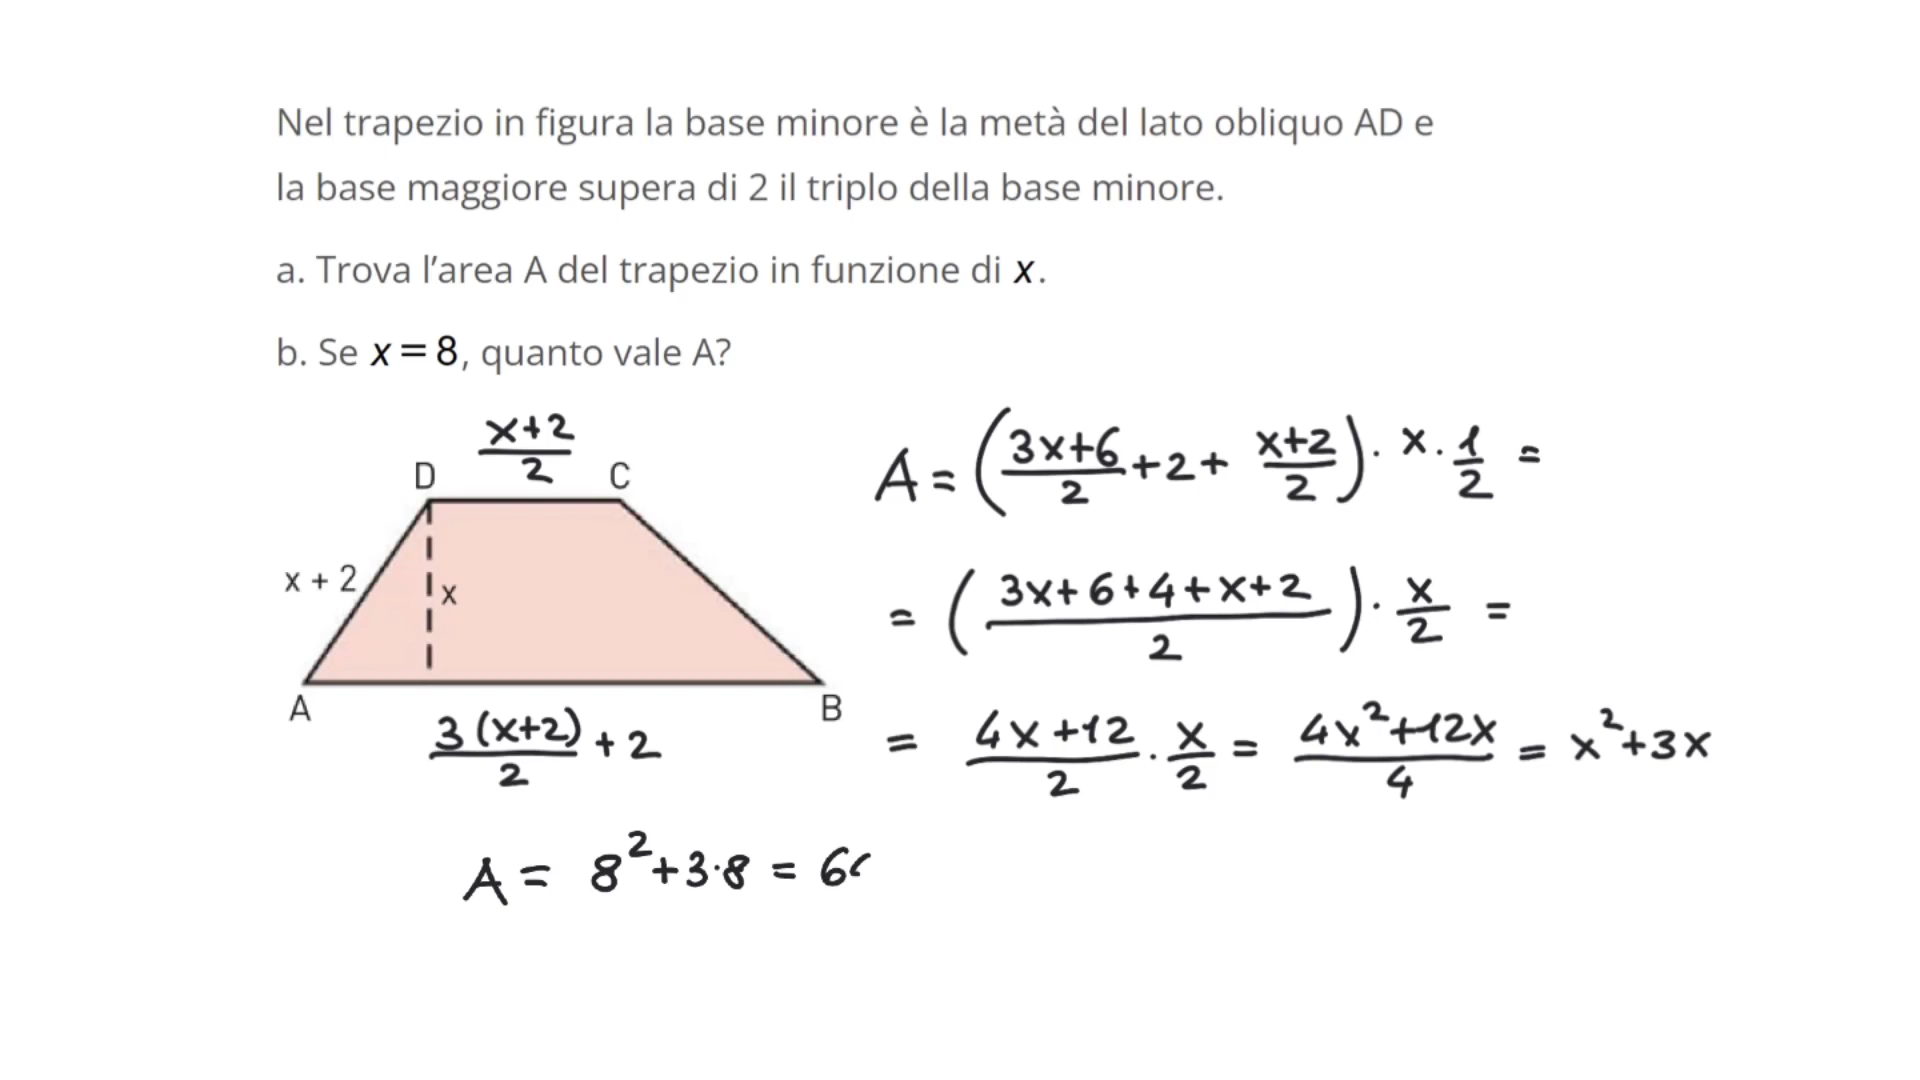 Nel trapezio in figura la base minore è la metà del lato obliquo AD e
la base maggiore supera di 2 il triplo della base minore.
a. Trova l’area A del trapezio in funzione di x.
b. Se x = 8, quanto vale A?
(x+2)/2
D C
x + 2
x
A B
3(x+2)/2 + 2
A = ((3x+6)/2 + 2 + (x+2)/2) · x · 1/2 =
= ((3x+6+4+x+2)/2) · x/2 =
= (4x+12)/2 · x/2 = (4x²+12x)/4 = x²+3x
A = 8²+3·8 = 6